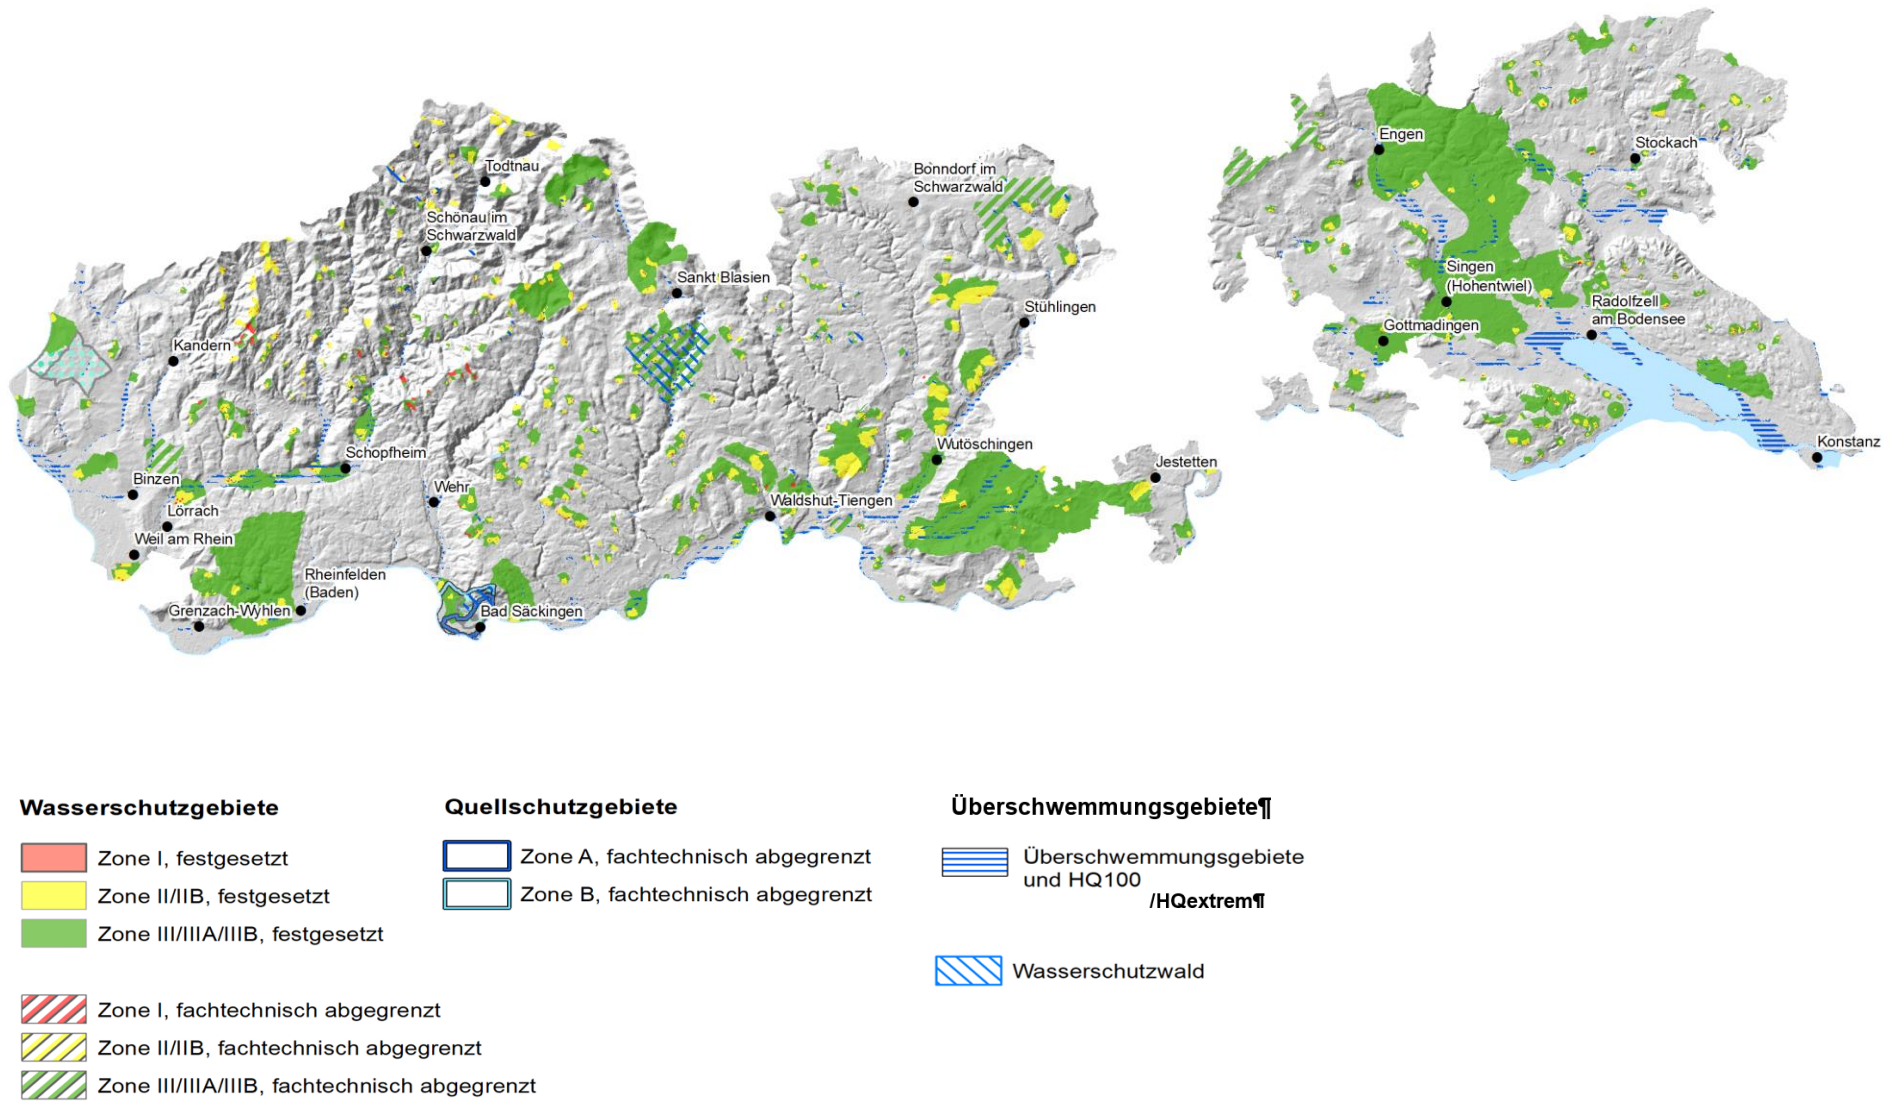 Todtnau
Schönau im
Schwarzwald
Bonndorf im
Schwarzwald
Sankt Blasien
Stühlingen
Kandern
Schopfheim
Binzen
Wehr
Lörrach
Weil am Rhein
Rheinfelden
(Baden)
Grenzach-Wyhlen
Bad Säckingen
Waldshut-Tiengen
Wutöschingen
Jestetten
Engen
Stockach
Singen
(Hohentwiel)
Radolfzell
am Bodensee
Gottmadingen
Konstanz
Wasserschutzgebiete
Zone I, festgesetzt
Zone II/IIB, festgesetzt
Zone III/IIIA/IIIB, festgesetzt
Zone I, fachtechnisch abgegrenzt
Zone II/IIB, fachtechnisch abgegrenzt
Zone III/IIIA/IIIB, fachtechnisch abgegrenzt
Quellschutzgebiete
Zone A, fachtechnisch abgegrenzt
Zone B, fachtechnisch abgegrenzt
Überschwemmungsgebiete¶
Überschwemmungsgebiete
und HQ100
/HQextrem¶
Wasserschutzwald